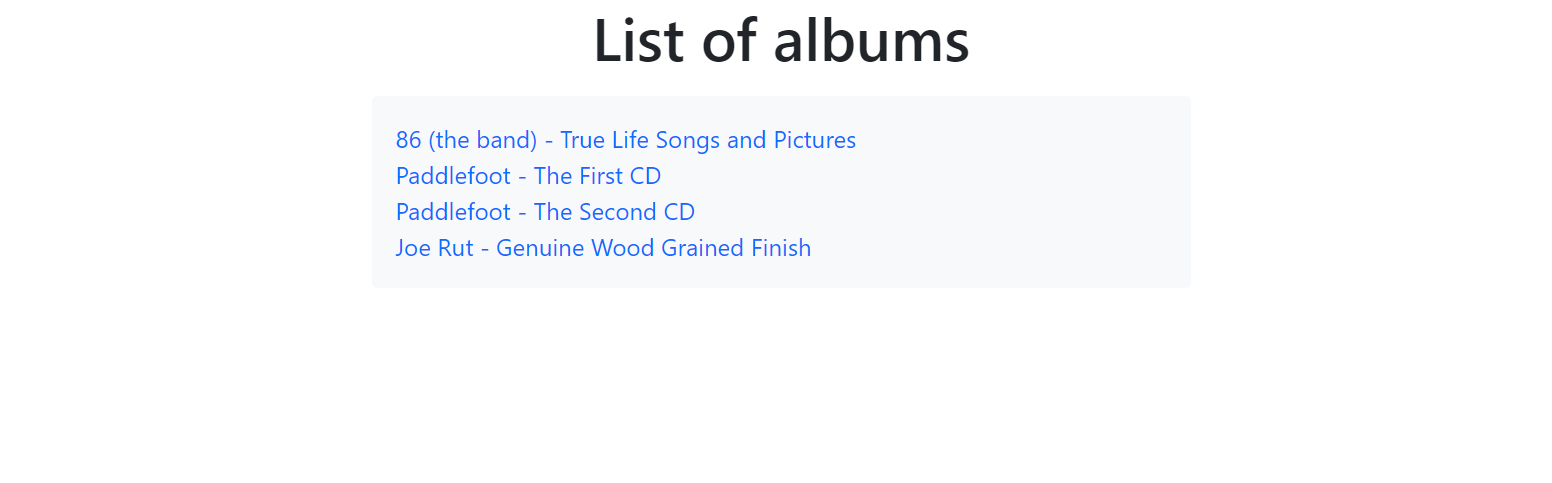 List of albums
86 (the band) - True Life Songs and Pictures
Paddlefoot - The First CD
Paddlefoot - The Second CD
Joe Rut - Genuine Wood Grained Finish